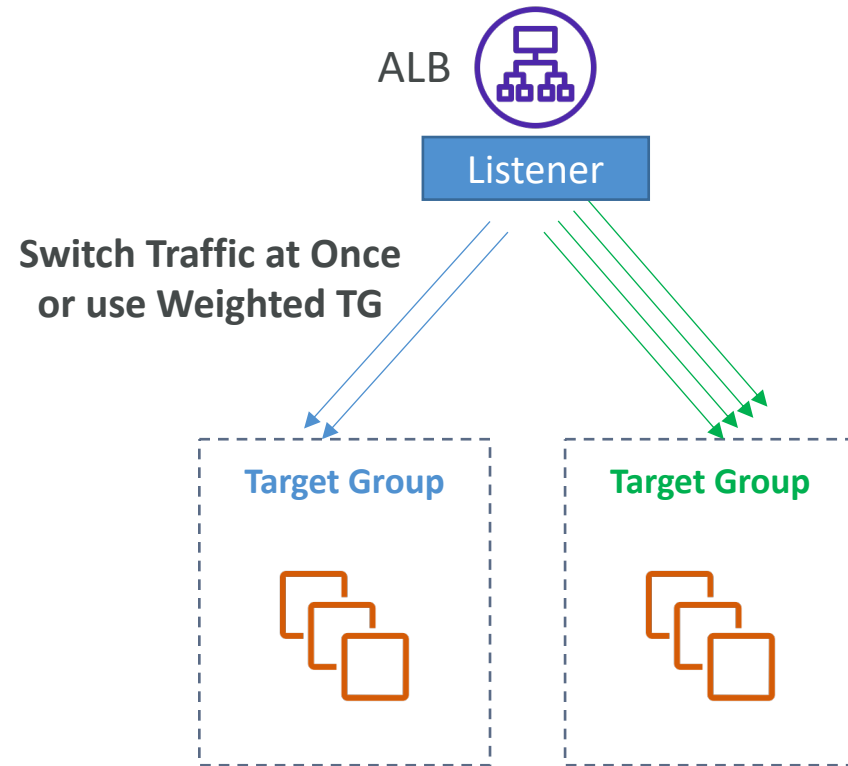 ALB
Listener
Switch Traffic at Once
or use Weighted TG
Target Group
Target Group